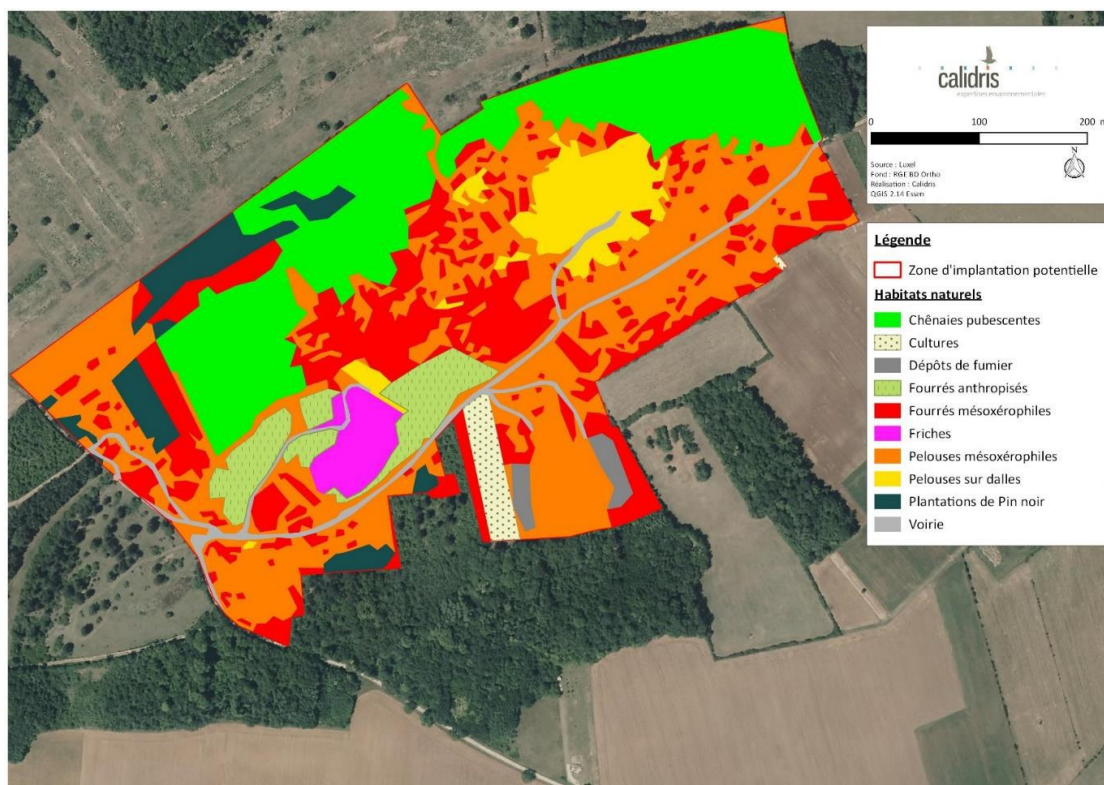 calidris
expertises environnementales
0 100 200 m
N
Source : Luxel
Fond : RGE BD Ortho
Réalisation : Calidris
QGIS 2.14 Essen
Légende
Zone d'implantation potentielle
Habitats naturels
Chênaies pubescentes
Cultures
Dépôts de fumier
Fourrés anthropisés
Fourrés mésoxérophiles
Friches
Pelouses mésoxérophiles
Pelouses sur dalles
Plantations de Pin noir
Voirie